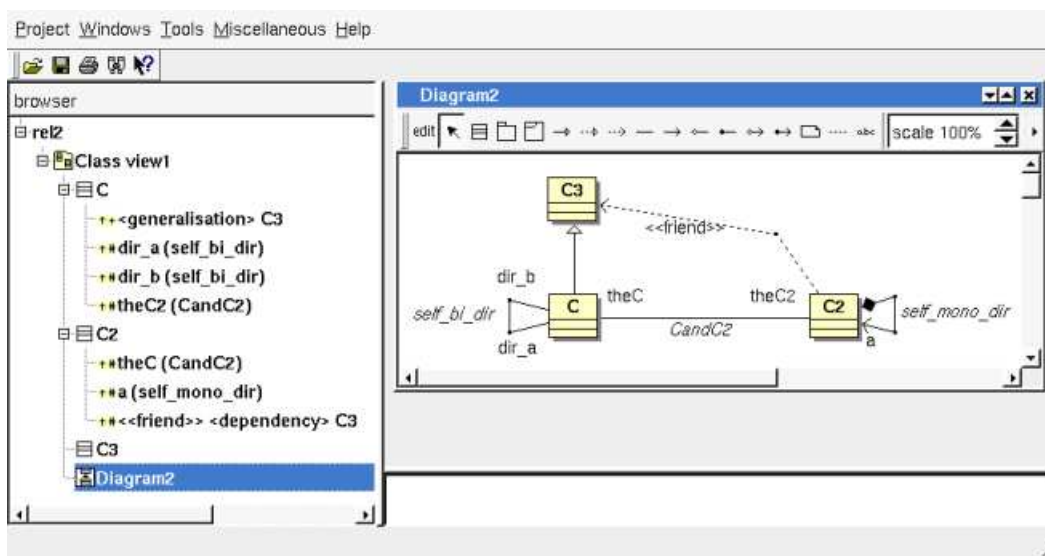 Project Windows Tools Miscellaneous Help
browser
rel2
Class view1
C
<generalisation> C3
dir_a (self_bi_dir)
dir_b (self_bi_dir)
theC2 (CandC2)
C2
theC (CandC2)
a (self_mono_dir)
<<friend>> <dependency> C3
C3
Diagram2
Diagram2
edit abc scale 100%
C3
<<friend>>
dir_b
self_bi_dir C theC theC2 C2 self_mono_dir
CandC2
dir_a a